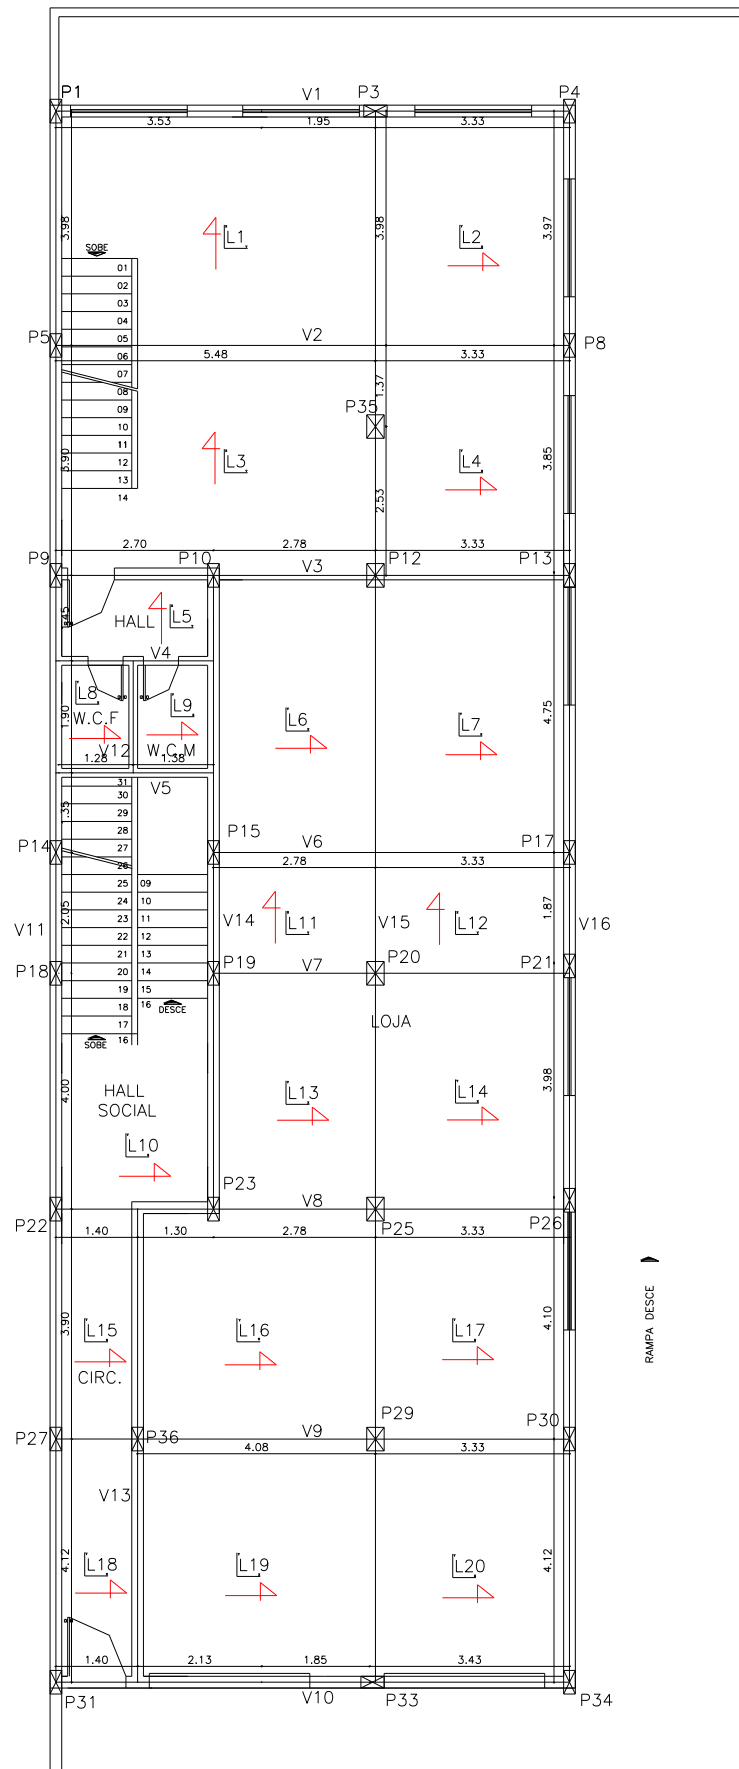 P1 V1 P3 P4
3.53 1.95 3.33
3.98 3.98 3.97
L1 L2
SOBE
01
02
03
04
05
P5 V2 P8
06
5.48 3.33
07
08
1.37
09
P35
10
11
12
13
14
3.90 L3 L4 3.85
2.53
2.70 2.78 3.33
P9 P10 V3 P12 P13
HALL L5
V4
L8 L9
W.C.F
1.90
V12 W.C.M
1.28 1.38
L6 L7 4.75
V5
31
30
29
28
27
26
P14 P15 V6 P17
2.78 3.33
25 09
24 10
23 11
22 12
21 13
20 14
19 15
18 16
17
16
2.05
V11 V14 V15 V16
L11 L12 1.87
P18 P19 V7 P20 P21
DESCE
SOBE
LOJA
HALL
SOCIAL
4.00 L13 L14 3.98
L10
P23
P22 V8 P25 P26
1.40 1.30 2.78 3.33
3.90 L15 L16 L17 4.10
CIRC.
RAMPA DESCE
P29
P27 P36 V9 P30
4.08 3.33
V13
4.12 L18 L19 L20 4.12
1.40 2.13 1.85 3.43
P31 V10 P33 P34